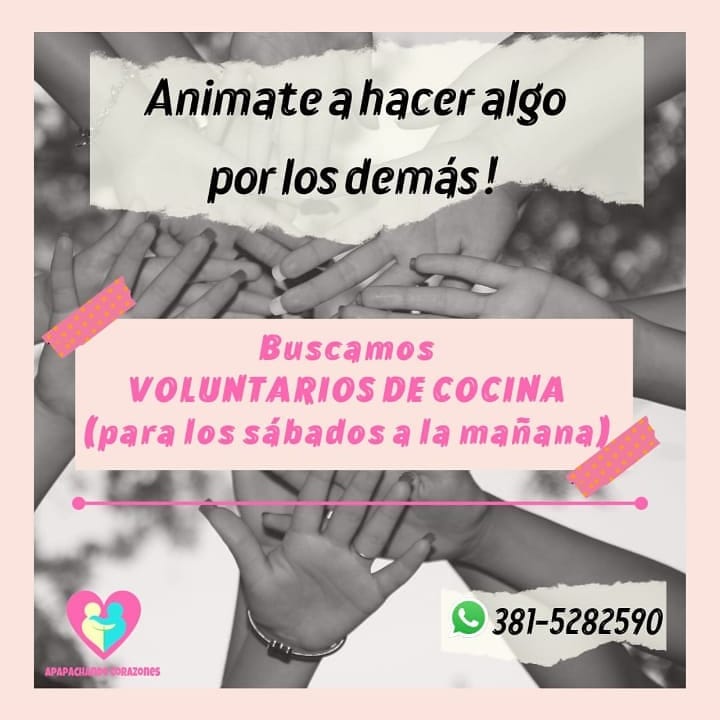 Animate a hacer algo
por los demás!
Buscamos
VOLUNTARIOS DE COCINA
(para los sábados a la mañana)
381-5282590
APAPACHANDO CORAZONES